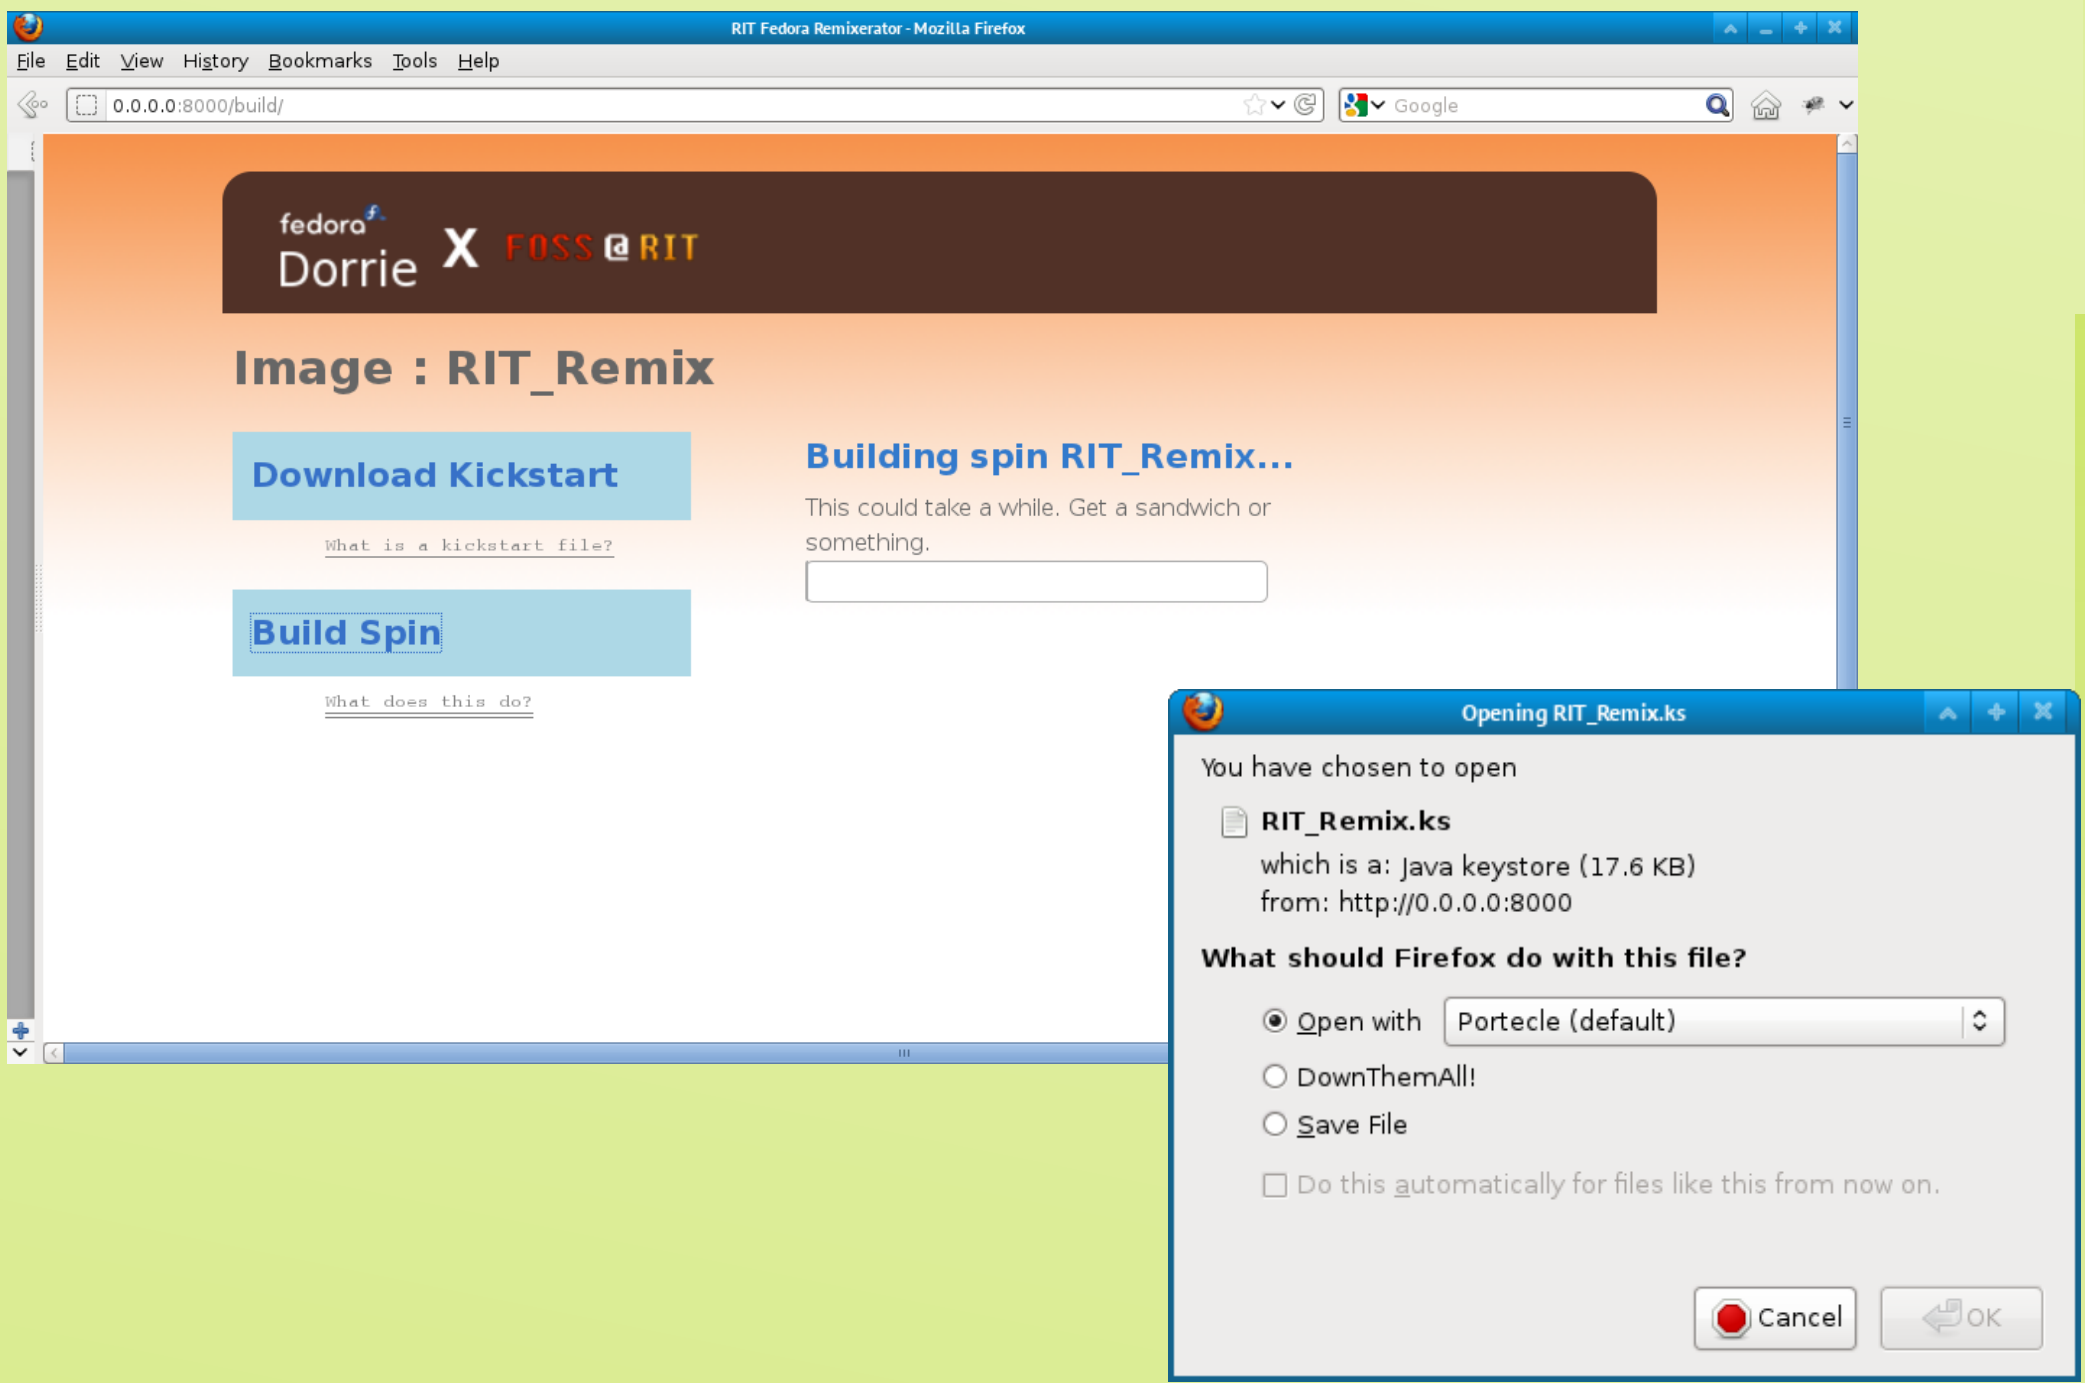 RIT Fedora Remixerator - Mozilla Firefox
File Edit View History Bookmarks Tools Help
0.0.0.0:8000/build/
Google
fedora
Dorrie X FOSS @ RIT
Image : RIT_Remix
Download Kickstart
What is a kickstart file?
Build Spin
What does this do?
Building spin RIT_Remix...
This could take a while. Get a sandwich or
something.
Opening RIT_Remix.ks
You have chosen to open
RIT_Remix.ks
which is a: Java keystore (17.6 KB)
from: http://0.0.0.0:8000
What should Firefox do with this file?
Open with Portecle (default)
DownThemAll!
Save File
Do this automatically for files like this from now on.
Cancel OK